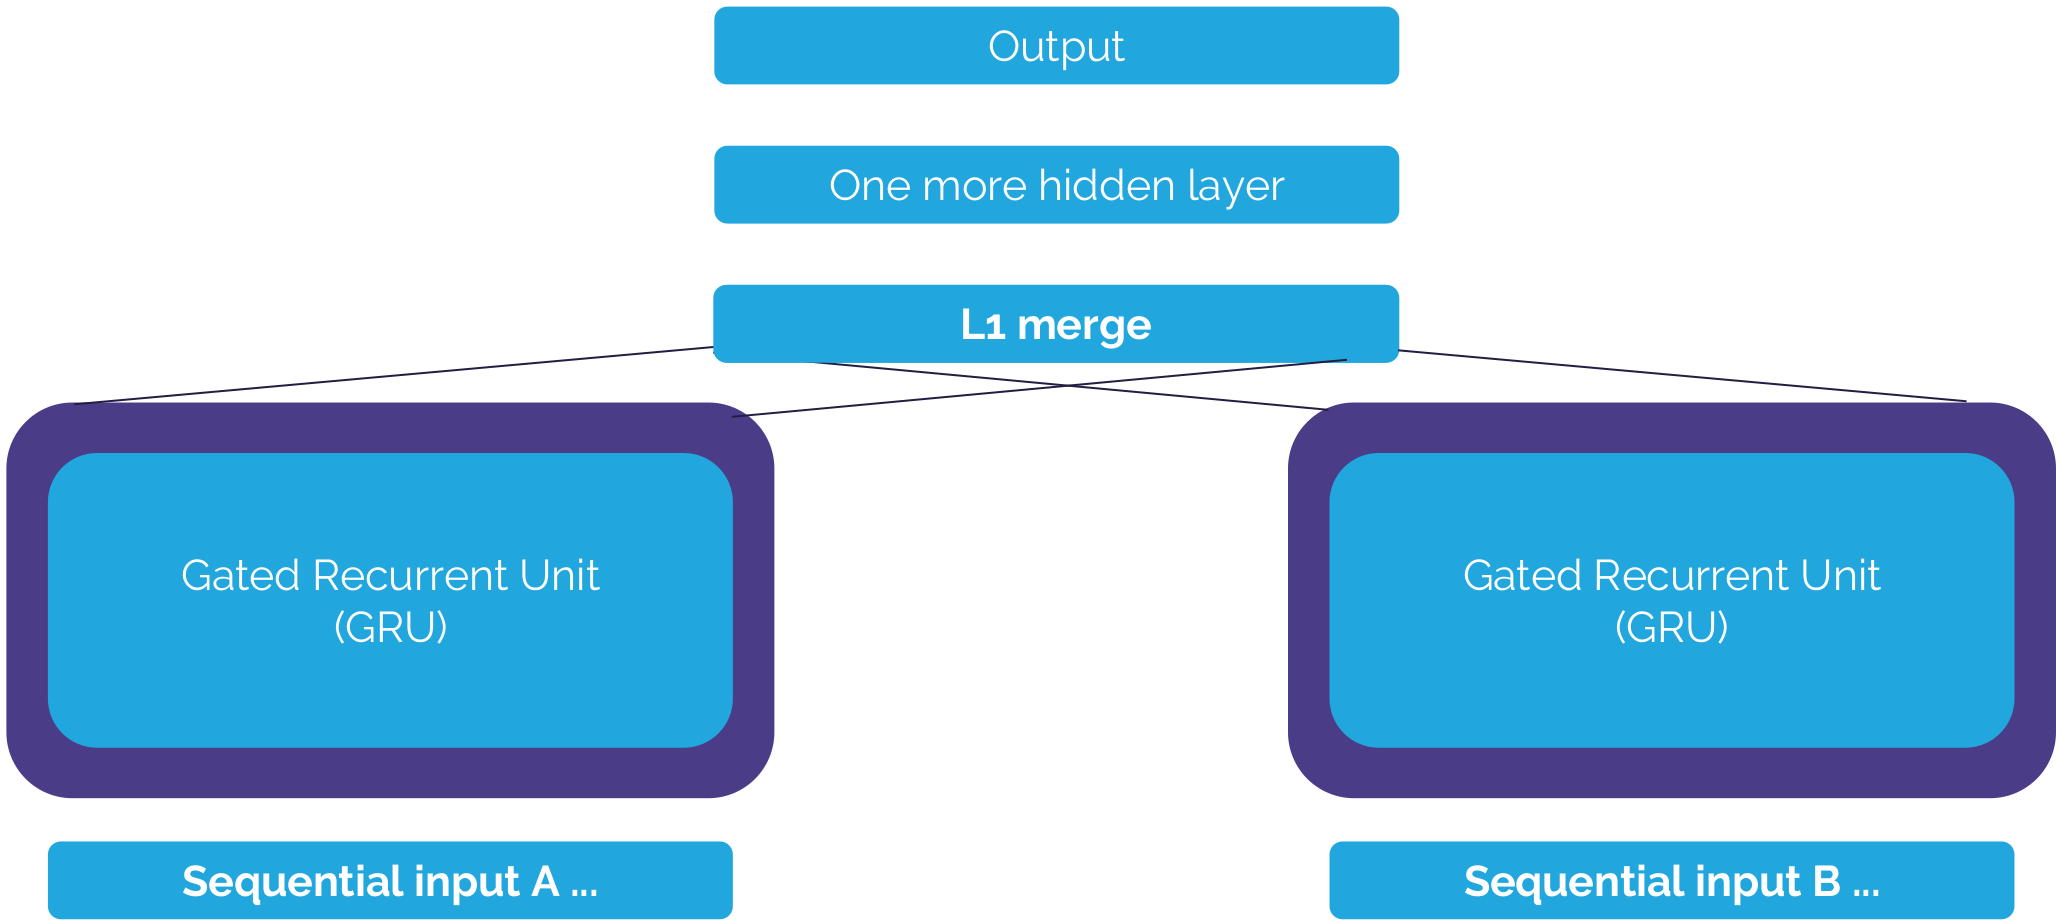 Output
One more hidden layer
L1 merge
Gated Recurrent Unit
(GRU)
Gated Recurrent Unit
(GRU)
Sequential input A ...
Sequential input B ...